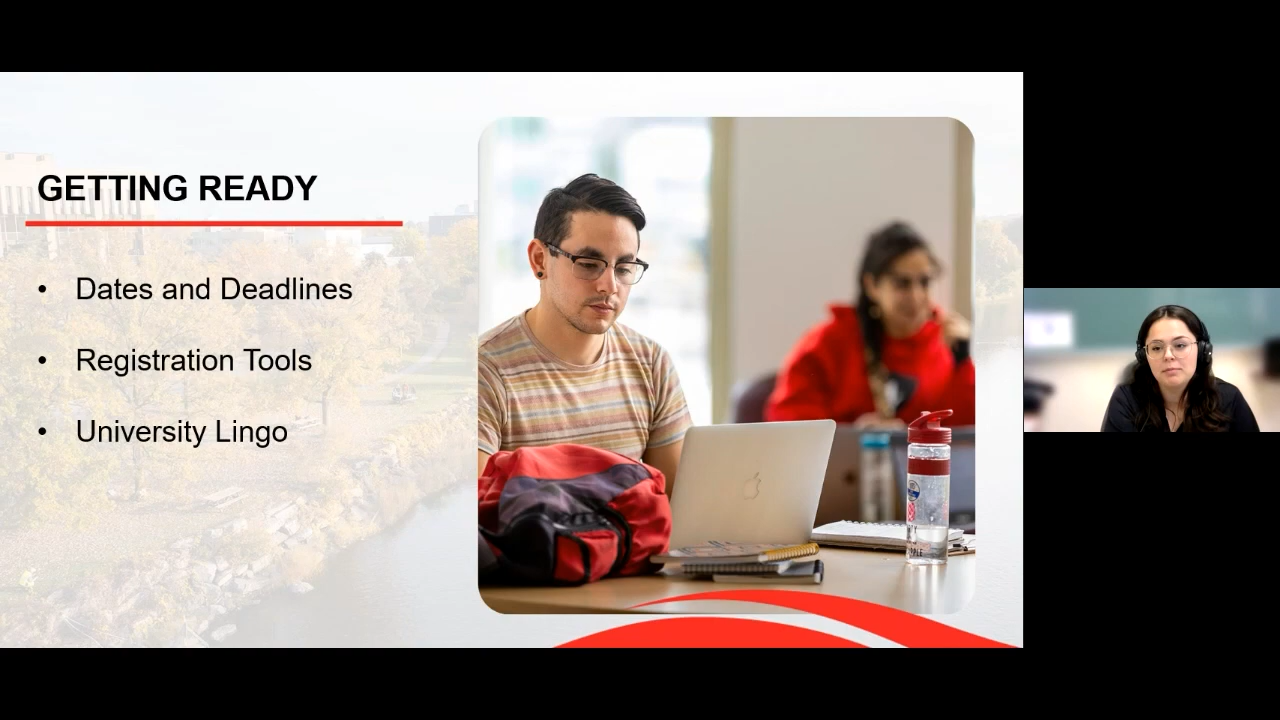 GETTING READY
• Dates and Deadlines
• Registration Tools
• University Lingo